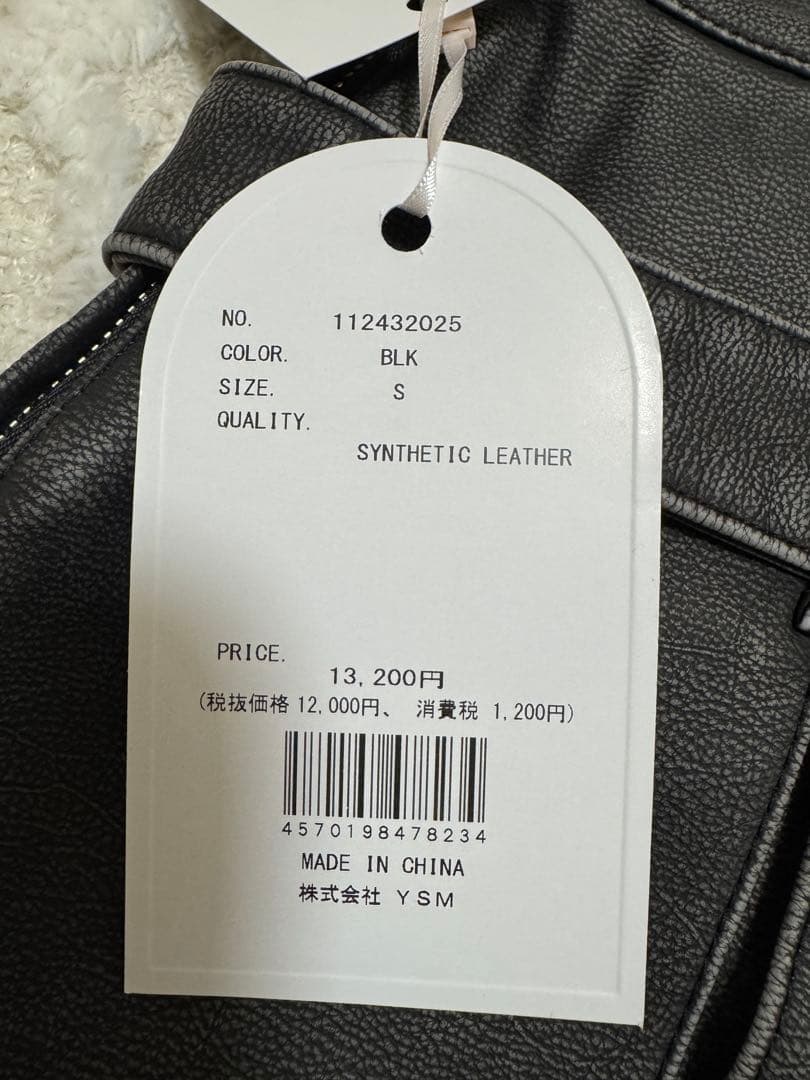 NO. 112432025
COLOR. BLK
SIZE. S
QUALITY.
SYNTHETIC LEATHER
PRICE.
13,200円
(税抜価格 12,000円、 消費税 1,200円)
4570198478234
MADE IN CHINA
株式会社 YSM